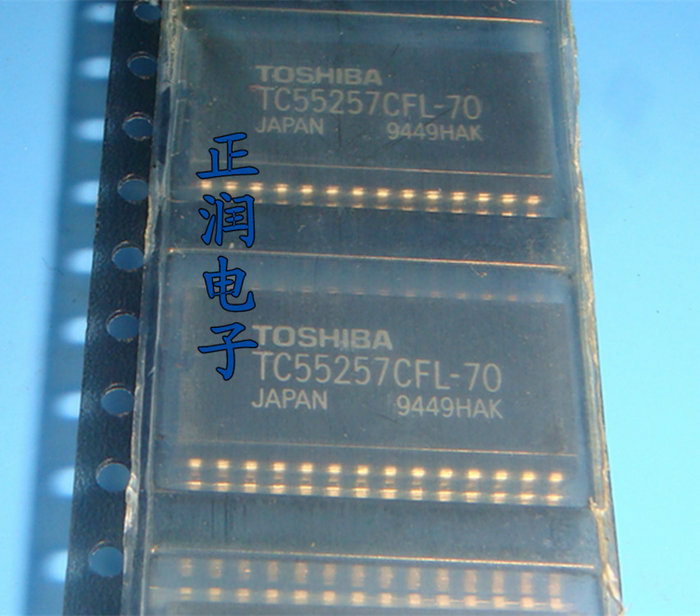 TOSHIBA
TC55257CFL-70
JAPAN 9449HAK
正润电子
TOSHIBA
TC55257CFL-70
JAPAN 9449HAK